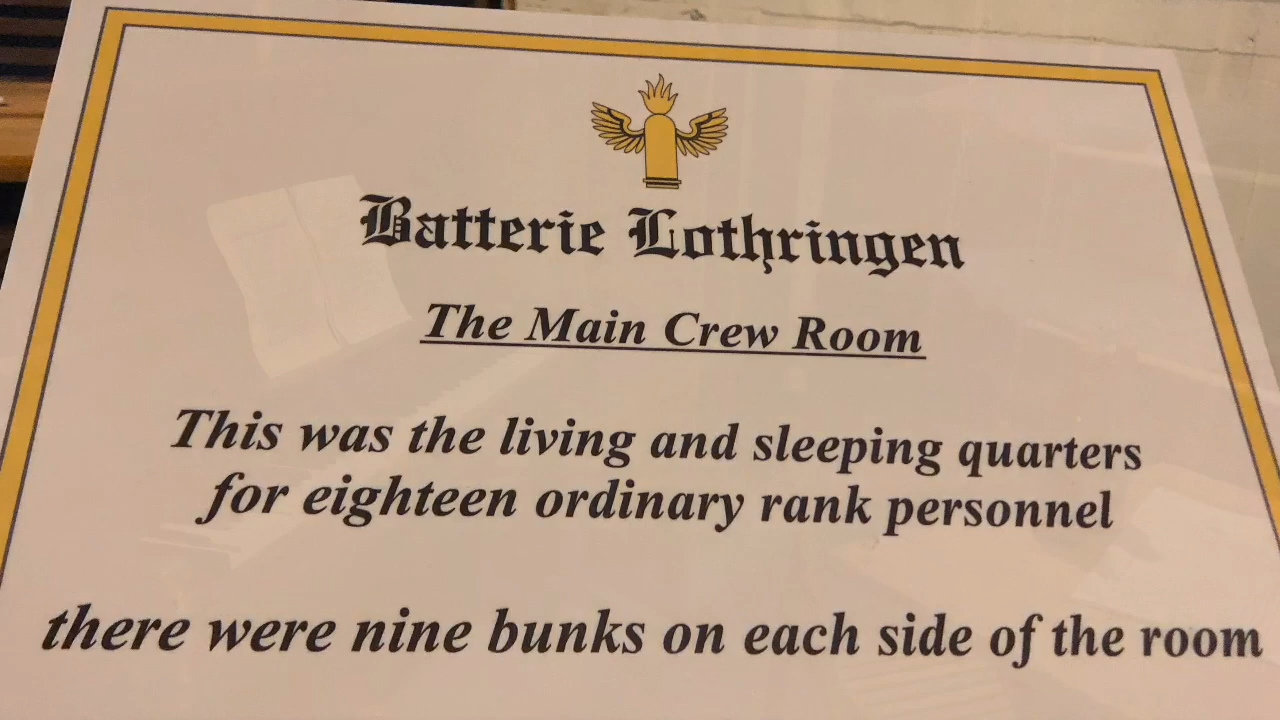 Batterie Lothringen
The Main Crew Room
This was the living and sleeping quarters
for eighteen ordinary rank personnel
there were nine bunks on each side of the room